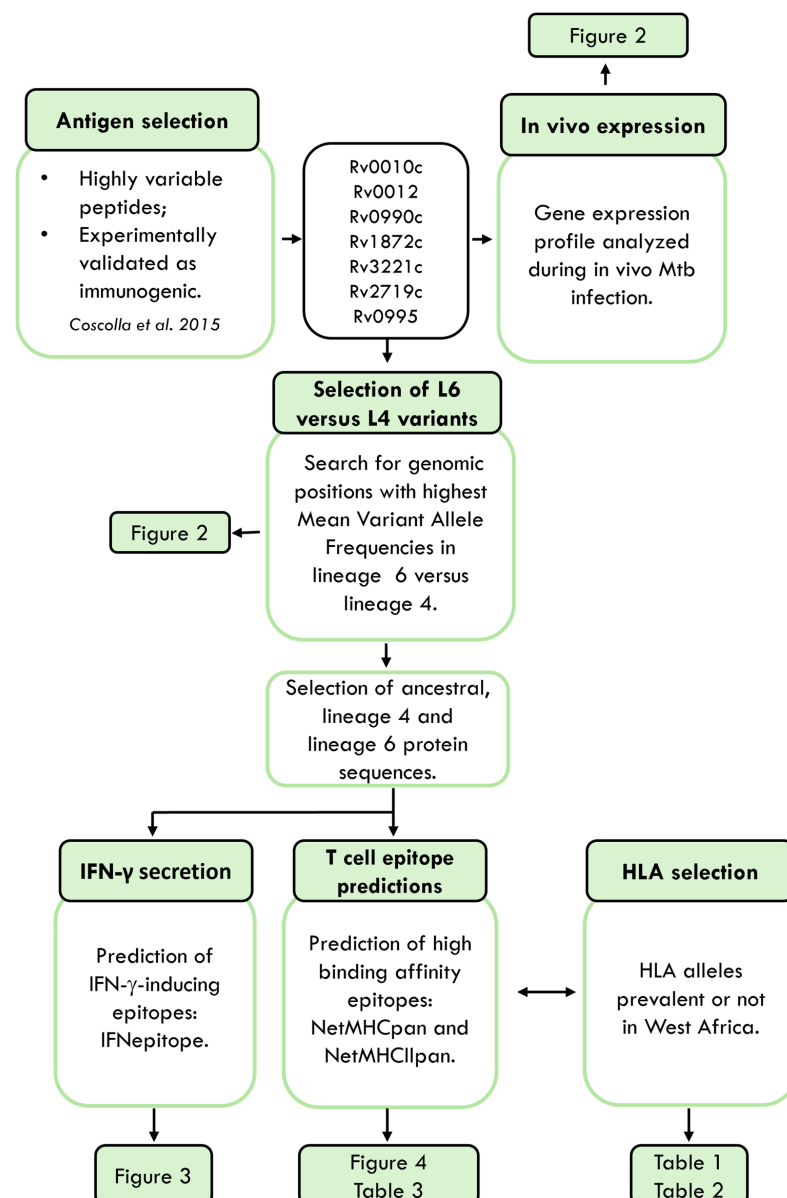 Figure 2
Antigen selection
• Highly variable
peptides;
• Experimentally
validated as
immunogenic.
Coscolla et al. 2015
Rv0010c
Rv0012
Rv0990c
Rv1872c
Rv3221c
Rv2719c
Rv0995
In vivo expression
Gene expression
profile analyzed
during in vivo Mtb
infection.
Selection of L6
versus L4 variants
Search for genomic
positions with highest
Mean Variant Allele
Frequencies in
lineage 6 versus
lineage 4.
Figure 2
Selection of ancestral,
lineage 4 and
lineage 6 protein
sequences.
IFN-γ secretion
Prediction of
IFN-γ-inducing
epitopes:
IFNepitope.
Figure 3
T cell epitope
predictions
Prediction of high
binding affinity
epitopes:
NetMHCpan and
NetMHCIIpan.
Figure 4
Table 3
HLA selection
HLA alleles
prevalent or not
in West Africa.
Table 1
Table 2